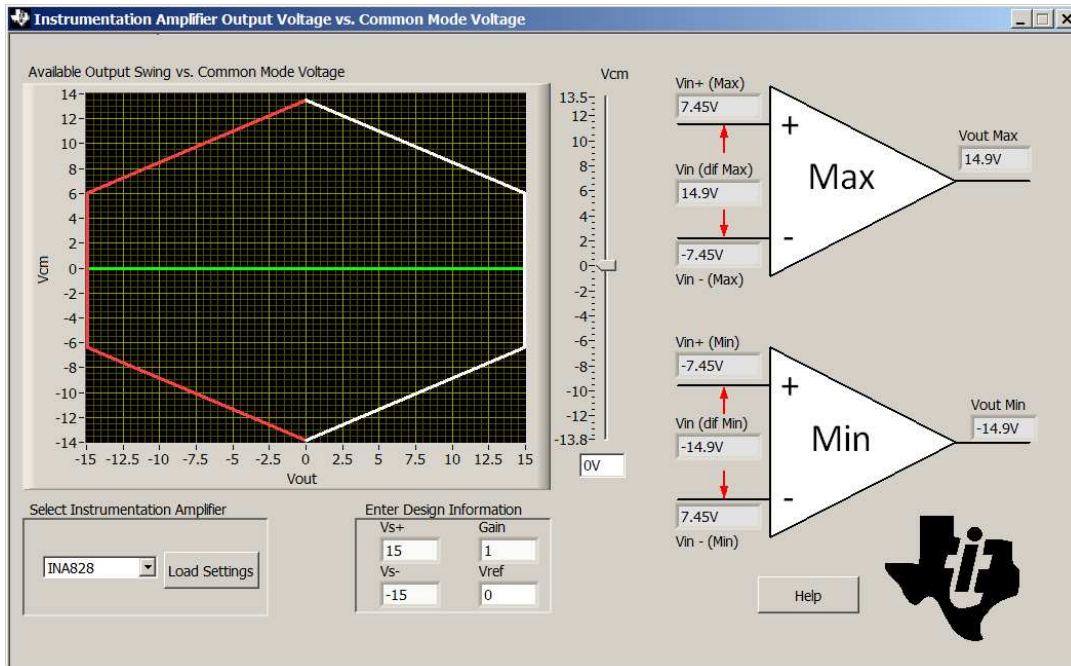 Instrumentation Amplifier Output Voltage vs. Common Mode Voltage
Available Output Swing vs. Common Mode Voltage
Vcm
14
12
10
8
6
4
2
0
-2
-4
-6
-8
-10
-12
-14
Vcm
-15 -12.5 -10 -7.5 -5 -2.5 0 2.5 5 7.5 10 12.5 15
Vout
13.5
12
10
8
6
4
2
0
-2
-4
-6
-8
-10
-12
-13.8
0V
Vin+ (Max)
7.45V
Vin (dif Max)
14.9V
-7.45V
Vin - (Max)
+
-
Max
Vout Max
14.9V
Vin+ (Min)
-7.45V
Vin (dif Min)
-14.9V
7.45V
Vin - (Min)
+
-
Min
Vout Min
-14.9V
Select Instrumentation Amplifier
INA828
Load Settings
Enter Design Information
Vs+ Gain
15 1
Vs- Vref
-15 0
Help
ti